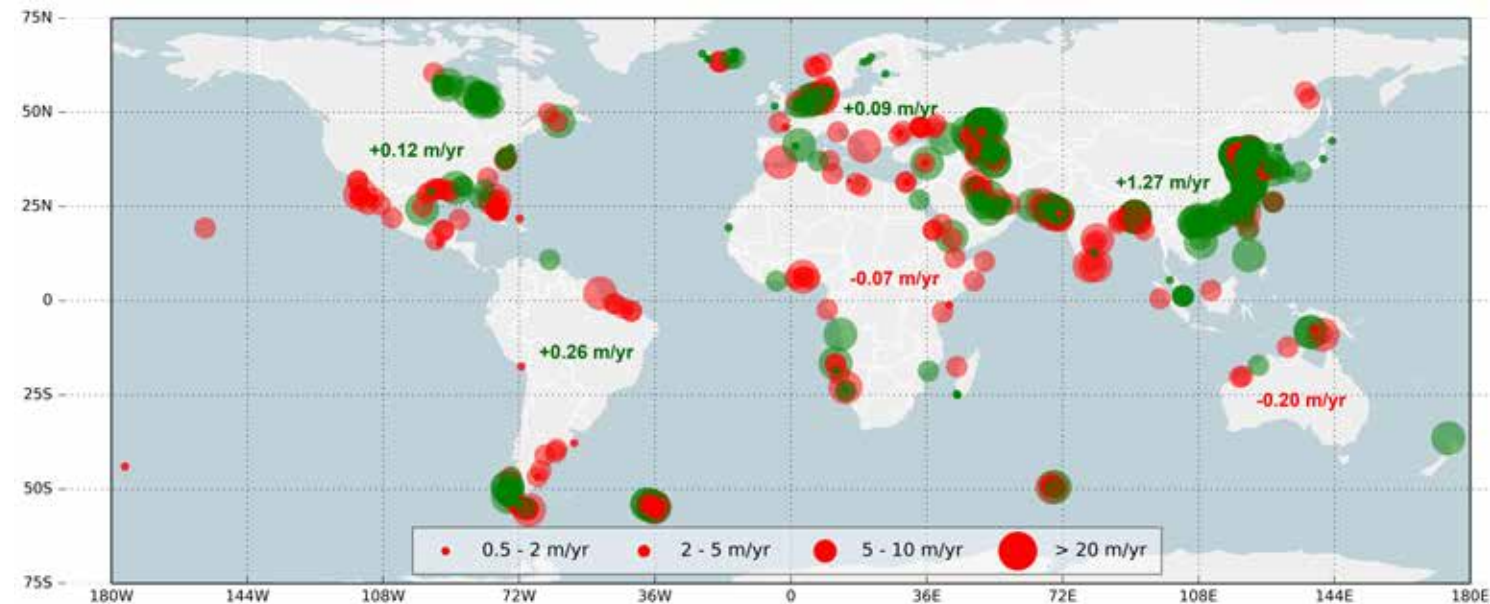 75N
50N
+0.09 m/yr
+0.12 m/yr
+1.27 m/yr
25N
-0.07 m/yr
0
+0.26 m/yr
25S
-0.20 m/yr
50S
0.5 - 2 m/yr 2 - 5 m/yr 5 - 10 m/yr > 20 m/yr
75S
180W 144W 108W 72W 36W 0 36E 72E 108E 144E 180E